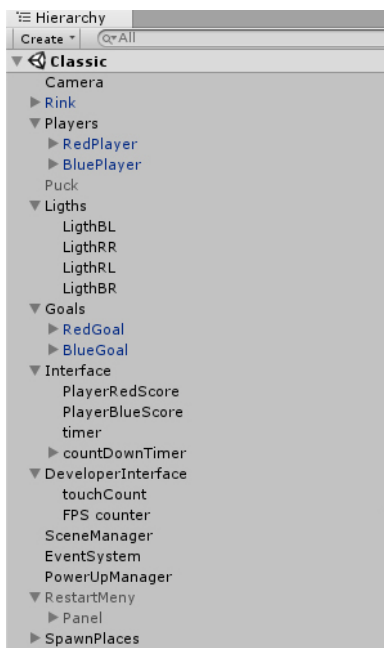 Hierarchy
Create All
Classic
Camera
Rink
Players
RedPlayer
BluePlayer
Puck
Ligths
LigthBL
LigthRR
LigthRL
LigthBR
Goals
RedGoal
BlueGoal
Interface
PlayerRedScore
PlayerBlueScore
timer
countDownTimer
DeveloperInterface
touchCount
FPS counter
SceneManager
EventSystem
PowerUpManager
RestartMeny
Panel
SpawnPlaces